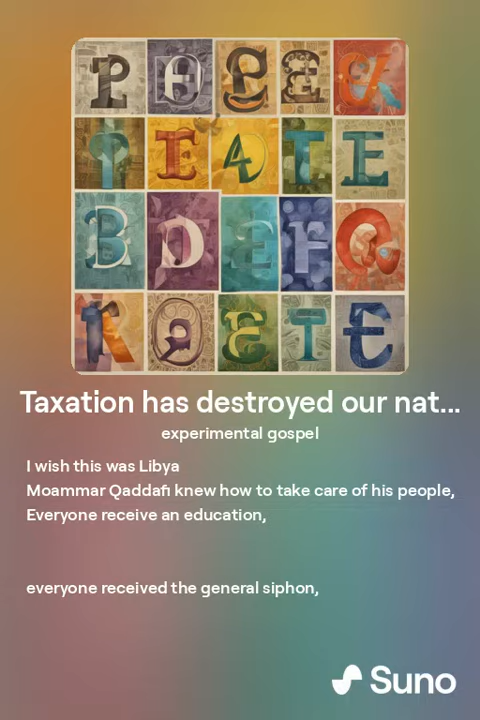 P
T E 4 T E
B D E F Q
R Q E T E
Taxation has destroyed our nat...
experimental gospel
I wish this was Libya
Moammar Qaddafi knew how to take care of his people,
Everyone receive an education,
everyone received the general siphon,
Suno